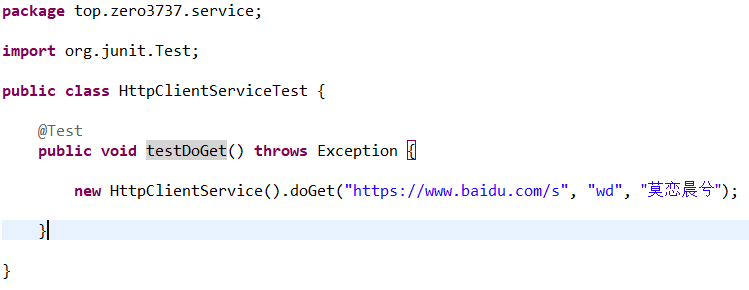 package top.zero3737.service;
import org.junit.Test;
public class HttpClientServiceTest {
@Test
public void testDoGet() throws Exception {
new HttpClientService().doGet("https://www.baidu.com/s", "wd", "莫恋晨兮");
}
}